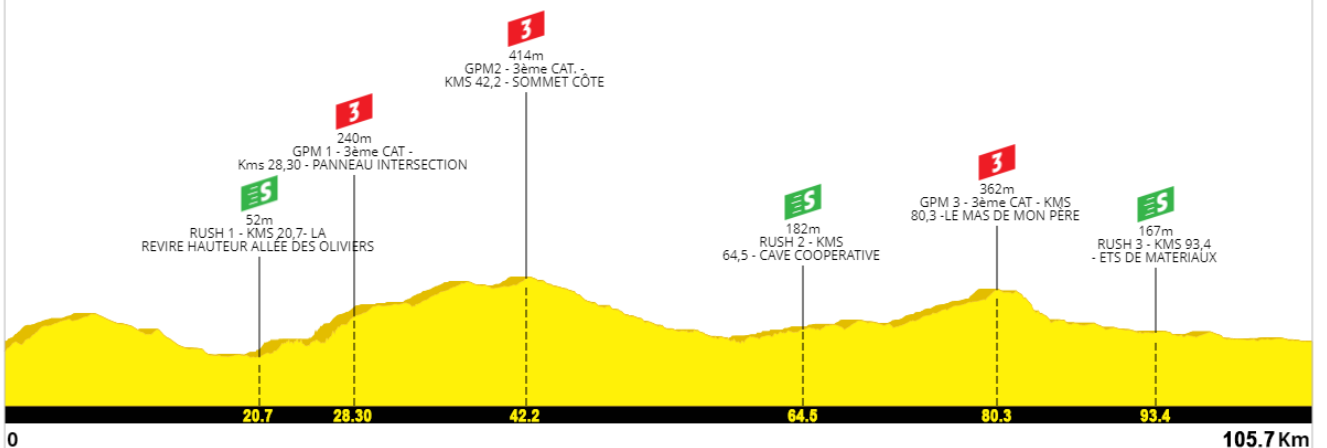 3
414m
GPM2 - 3ème CAT. -
KMS 42,2 - SOMMET CÔTE
3
240m
GPM 1 - 3ème CAT -
Kms 28,30 - PANNEAU INTERSECTION
S
52m
RUSH 1 - KMS 20,7- LA
REVIRE HAUTEUR ALLÉE DES OLIVIERS
S
182m
RUSH 2 - KMS
64,5 - CAVE COOPERATIVE
3
362m
GPM 3 - 3ème CAT - KMS
80,3 -LE MAS DE MON PÈRE
S
167m
RUSH 3 - KMS 93,4
- ETS DE MATERIAUX
20.7 28.30 42.2 64.5 80.3 93.4
0 105.7 Km